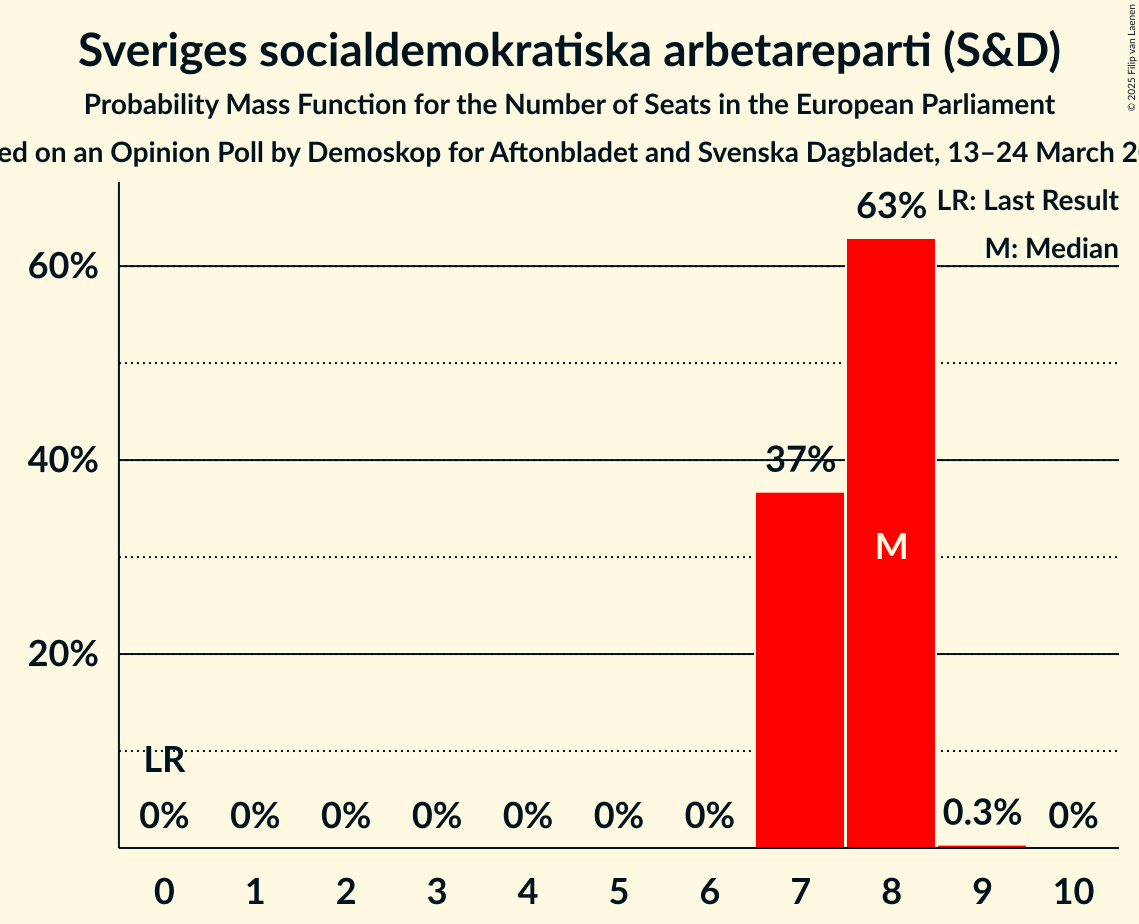 Sveriges socialdemokratiska arbetareparti (S&D)
Probability Mass Function for the Number of Seats in the European Parliament
on an Opinion Poll by Demoskop for Aftonbladet and Svenska Dagbladet, 13–24 March
© 2025 Filip van Laenen
63%
LR: Last Result
M: Median
60%
40%
37%
M
20%
LR
0% 0% 0% 0% 0% 0% 0% 0.3% 0%
0 1 2 3 4 5 6 7 8 9 10